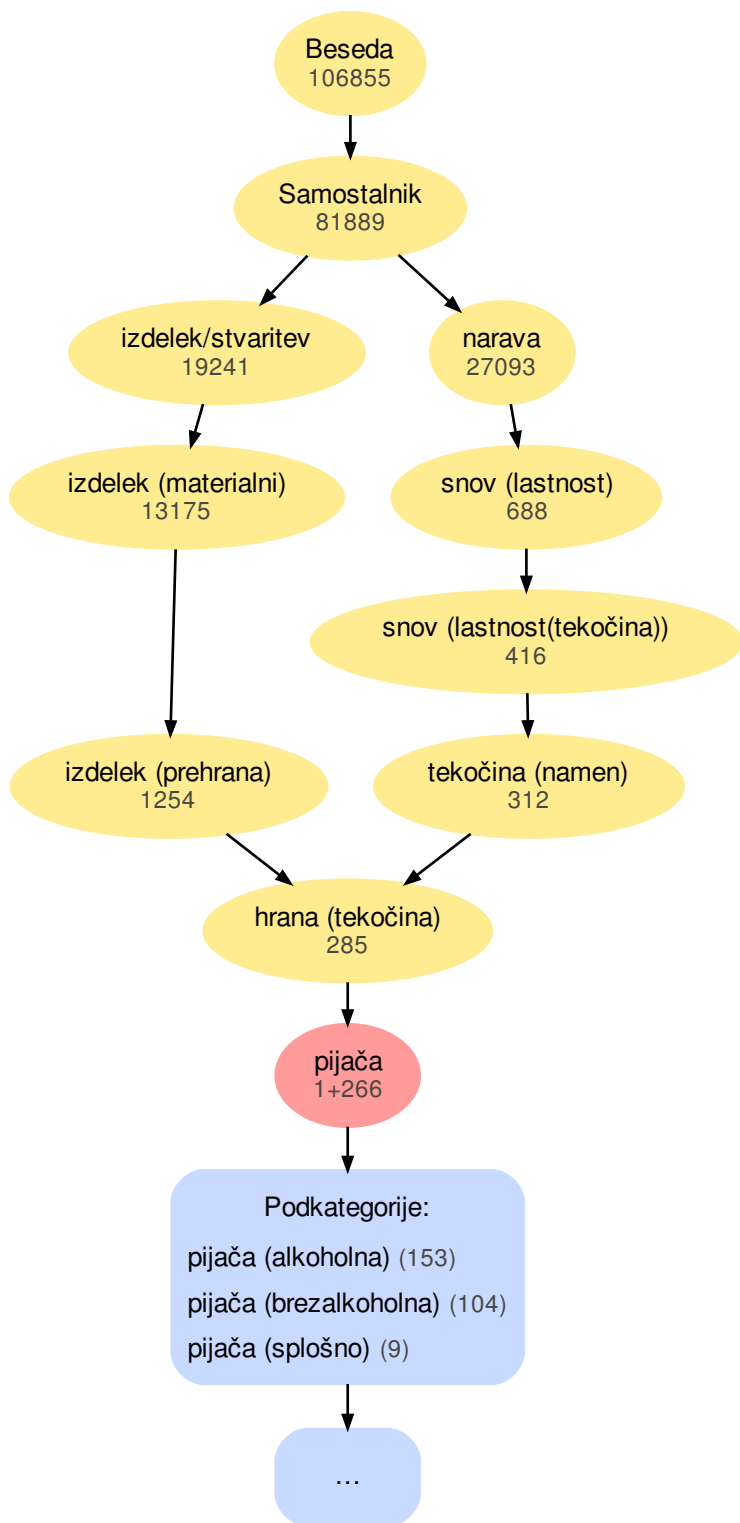 Beseda
106855
Samostalnik
81889
izdelek/stvaritev
19241
narava
27093
izdelek (materialni)
13175
snov (lastnost)
688
snov (lastnost(tekočina))
416
izdelek (prehrana)
1254
tekočina (namen)
312
hrana (tekočina)
285
pijača
1+266
Podkategorije:
pijača (alkoholna) (153)
pijača (brezalkoholna) (104)
pijača (splošno) (9)
...